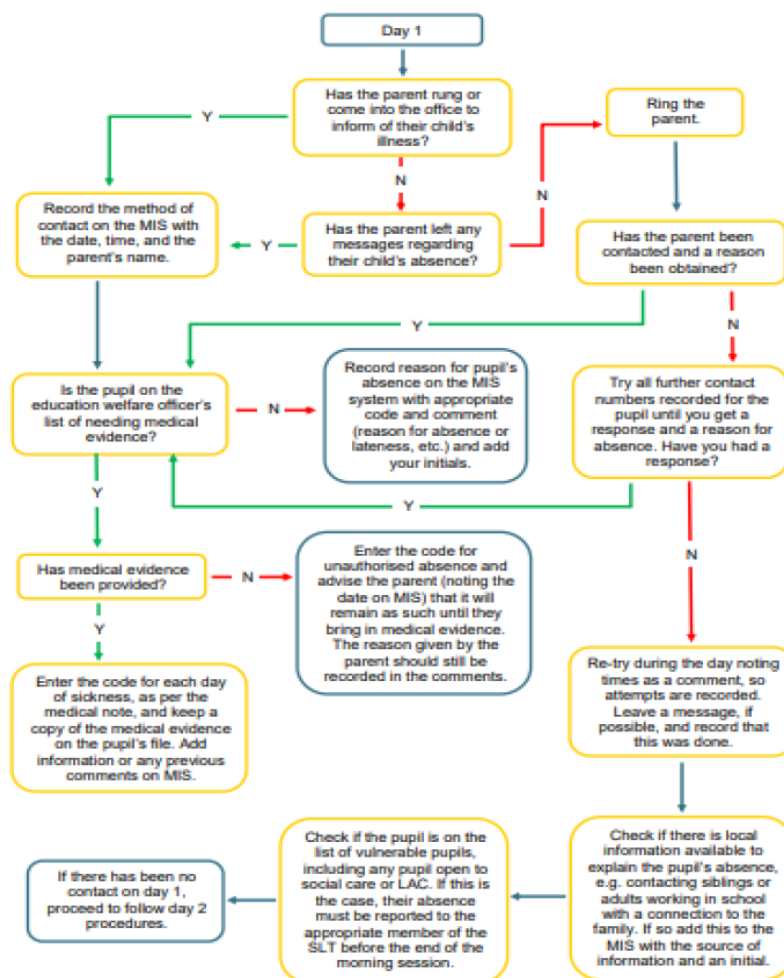 Day 1
Has the parent rung or
come into the office to
inform of their child's
illness?
Ring the
parent.
Y
N
N
Record the method of
contact on the MIS with
the date, time, and the
parent's name.
Y
Has the parent left any
messages regarding
their child's absence?
Has the parent been
contacted and a reason
been obtained?
Y
N
Is the pupil on the
education welfare officer's
list of needing medical
evidence?
N
Record reason for pupil's
absence on the MIS
system with appropriate
code and comment
(reason for absence or
lateness, etc.) and add
your initials.
Try all further contact
numbers recorded for the
pupil until you get a
response and a reason for
absence. Have you had a
response?
Y
Y
N
Has medical evidence
been provided?
N
Enter the code for
unauthorised absence and
advise the parent (noting
the date on MIS) that it will
remain as such until they
bring in medical evidence.
The reason given by the
parent should still be
recorded in the comments.
Y
Enter the code for each day
of sickness, as per the
medical note, and keep a
copy of the medical evidence
on the pupil's file. Add
information or any previous
comments on MIS.
Re-try during the day noting
times as a comment, so
attempts are recorded.
Leave a message, if
possible, and record that
this was done.
If there has been no
contact on day 1,
proceed to follow day 2
procedures.
Check if the pupil is on the
list of vulnerable pupils,
including any pupil open to
social care or LAC. If this is
the case, their absence
must be reported to the
appropriate member of the
SLT before the end of the
morning session.
Check if there is local
information available to
explain the pupil's absence,
e.g. contacting siblings or
adults working in school
with a connection to the
family. If so add this to the
MIS with the source of
information and an initial.